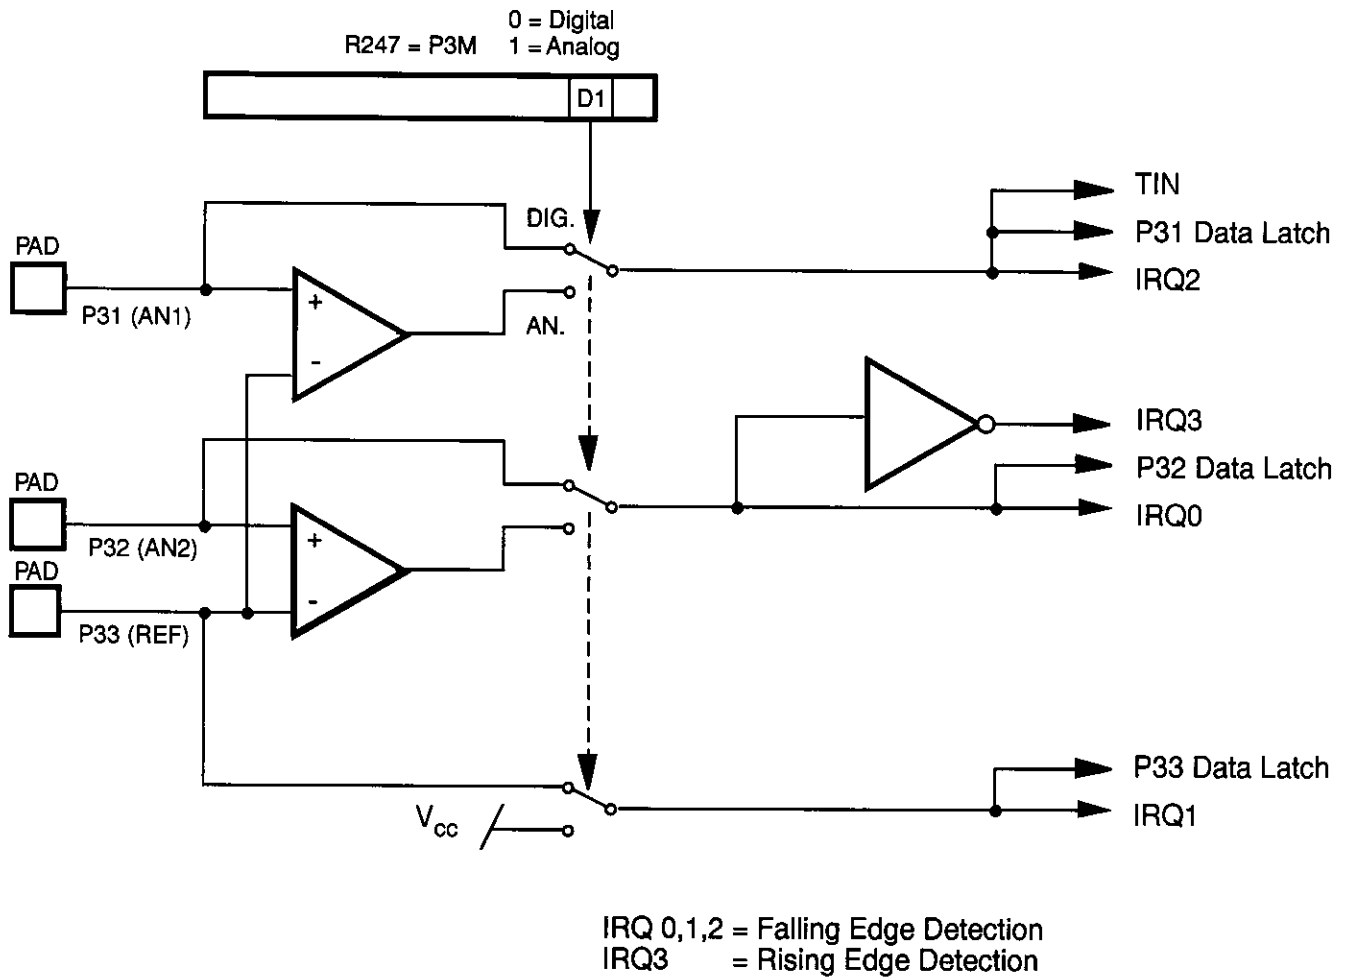 0 = Digital
R247 = P3M 1 = Analog
D1
TIN
DIG.
P31 Data Latch
PAD
IRQ2
+
P31 (AN1)
AN.
-
IRQ3
P32 Data Latch
PAD
IRQ0
+
P32 (AN2)
PAD
-
P33 (REF)
P33 Data Latch
VCC
IRQ1
IRQ 0,1,2 = Falling Edge Detection
IRQ3 = Rising Edge Detection